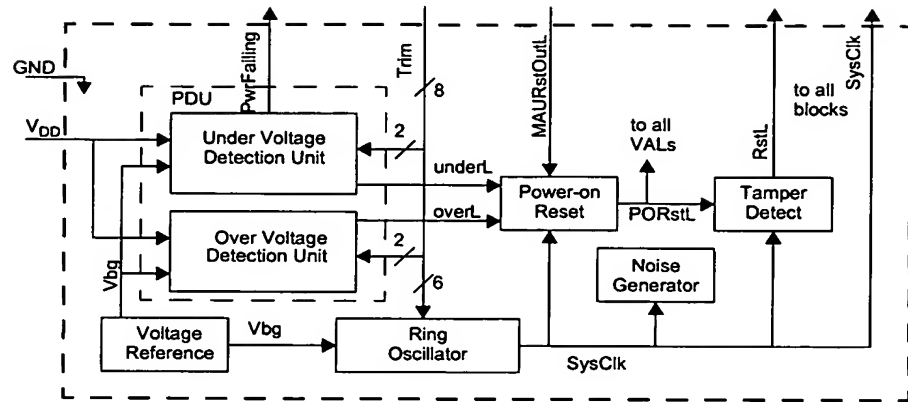 GND
V_DD
PDU
PwrFalling
Trim
8
MAURstOutL
RstL
to all
blocks
SysClk
Under Voltage
Detection Unit
2
underL
to all
VALs
Power-on
Reset
PORstL
Tamper
Detect
overL
Over Voltage
Detection Unit
2
Vbg
6
Noise
Generator
Voltage
Reference
Vbg
Ring
Oscillator
SysClk